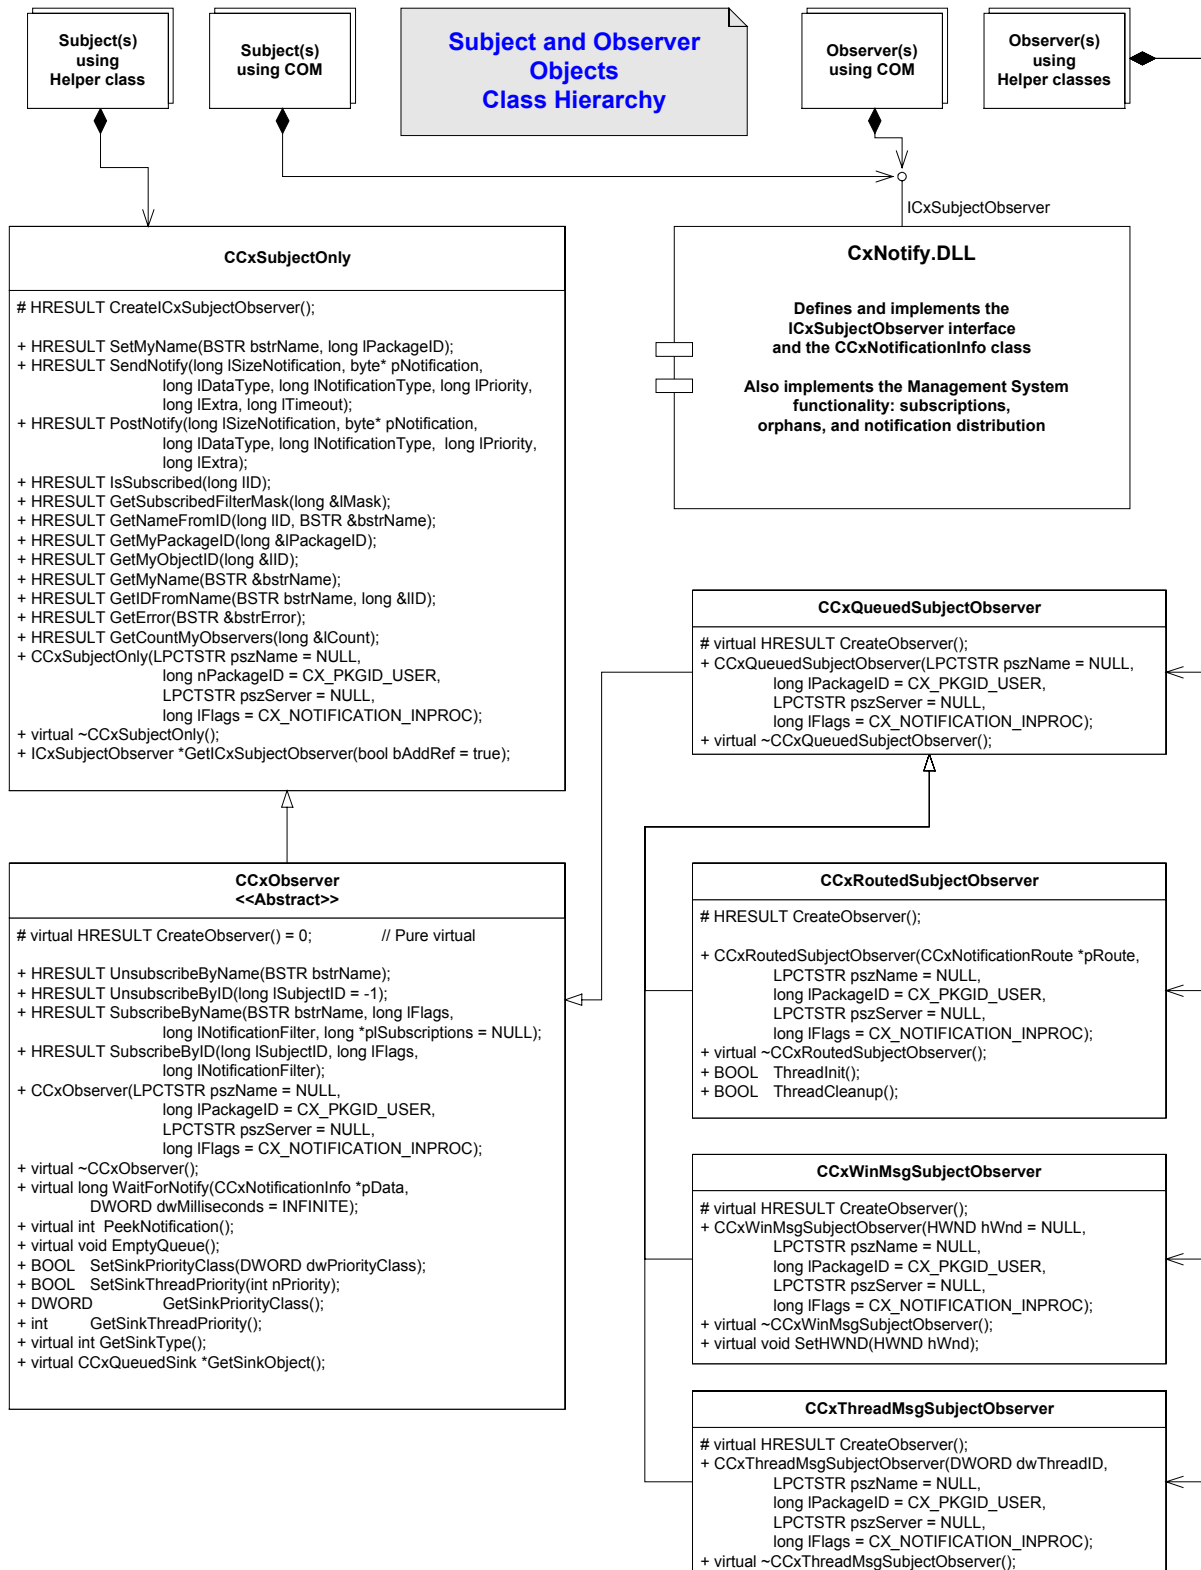 Subject(s)
using
Helper class
Subject(s)
using COM
Subject and Observer
Objects
Class Hierarchy
Observer(s)
using COM
Observer(s)
using
Helper classes
ICxSubjectObserver
CCxSubjectOnly
# HRESULT CreateICxSubjectObserver();
+ HRESULT SetMyName(BSTR bstrName, long lPackageID);
+ HRESULT SendNotify(long lSizeNotification, byte* pNotification,
long lDataType, long lNotificationType, long lPriority,
long lExtra, long lTimeout);
+ HRESULT PostNotify(long lSizeNotification, byte* pNotification,
long lDataType, long lNotificationType, long lPriority,
long lExtra);
+ HRESULT IsSubscribed(long lID);
+ HRESULT GetSubscribedFilterMask(long &lMask);
+ HRESULT GetNameFromID(long lID, BSTR &bstrName);
+ HRESULT GetMyPackageID(long &lPackageID);
+ HRESULT GetMyObjectID(long &lID);
+ HRESULT GetMyName(BSTR &bstrName);
+ HRESULT GetIDFromName(BSTR bstrName, long &lID);
+ HRESULT GetError(BSTR &bstrError);
+ HRESULT GetCountMyObservers(long &lCount);
+ CCxSubjectOnly(LPCTSTR pszName = NULL,
long nPackageID = CX_PKGID_USER,
LPCTSTR pszServer = NULL,
long lFlags = CX_NOTIFICATION_INPROC);
+ virtual ~CCxSubjectOnly();
+ ICxSubjectObserver *GetICxSubjectObserver(bool bAddRef = true);
CxNotify.DLL
Defines and implements the
ICxSubjectObserver interface
and the CCxNotificationInfo class
Also implements the Management System
functionality: subscriptions,
orphans, and notification distribution
CCxQueuedSubjectObserver
# virtual HRESULT CreateObserver();
+ CCxQueuedSubjectObserver(LPCTSTR pszName = NULL,
long lPackageID = CX_PKGID_USER,
LPCTSTR pszServer = NULL,
long lFlags = CX_NOTIFICATION_INPROC);
+ virtual ~CCxQueuedSubjectObserver();
CCxObserver
<<Abstract>>
# virtual HRESULT CreateObserver() = 0; // Pure virtual
+ HRESULT UnsubscribeByName(BSTR bstrName);
+ HRESULT UnsubscribeByID(long lSubjectID = -1);
+ HRESULT SubscribeByName(BSTR bstrName, long lFlags,
long lNotificationFilter, long *plSubscriptions = NULL);
+ HRESULT SubscribeByID(long lSubjectID, long lFlags,
long lNotificationFilter);
+ CCxObserver(LPCTSTR pszName = NULL,
long lPackageID = CX_PKGID_USER,
LPCTSTR pszServer = NULL,
long lFlags = CX_NOTIFICATION_INPROC);
+ virtual ~CCxObserver();
+ virtual long WaitForNotify(CCxNotificationInfo *pData,
DWORD dwMilliseconds = INFINITE);
+ virtual int PeekNotification();
+ virtual void EmptyQueue();
+ BOOL SetSinkPriorityClass(DWORD dwPriorityClass);
+ BOOL SetSinkThreadPriority(int nPriority);
+ DWORD GetSinkPriorityClass();
+ int GetSinkThreadPriority();
+ virtual int GetSinkType();
+ virtual CCxQueuedSink *GetSinkObject();
CCxRoutedSubjectObserver
# HRESULT CreateObserver();
+ CCxRoutedSubjectObserver(CCxNotificationRoute *pRoute,
LPCTSTR pszName = NULL,
long lPackageID = CX_PKGID_USER,
LPCTSTR pszServer = NULL,
long lFlags = CX_NOTIFICATION_INPROC);
+ virtual ~CCxRoutedSubjectObserver();
+ BOOL ThreadInit();
+ BOOL ThreadCleanup();
CCxWinMsgSubjectObserver
# virtual HRESULT CreateObserver();
+ CCxWinMsgSubjectObserver(HWND hWnd = NULL,
LPCTSTR pszName = NULL,
long lPackageID = CX_PKGID_USER,
LPCTSTR pszServer = NULL,
long lFlags = CX_NOTIFICATION_INPROC);
+ virtual ~CCxWinMsgSubjectObserver();
+ virtual void SetHWND(HWND hWnd);
CCxThreadMsgSubjectObserver
# virtual HRESULT CreateObserver();
+ CCxThreadMsgSubjectObserver(DWORD dwThreadID,
LPCTSTR pszName = NULL,
long lPackageID = CX_PKGID_USER,
LPCTSTR pszServer = NULL,
long lFlags = CX_NOTIFICATION_INPROC);
+ virtual ~CCxThreadMsgSubjectObserver();